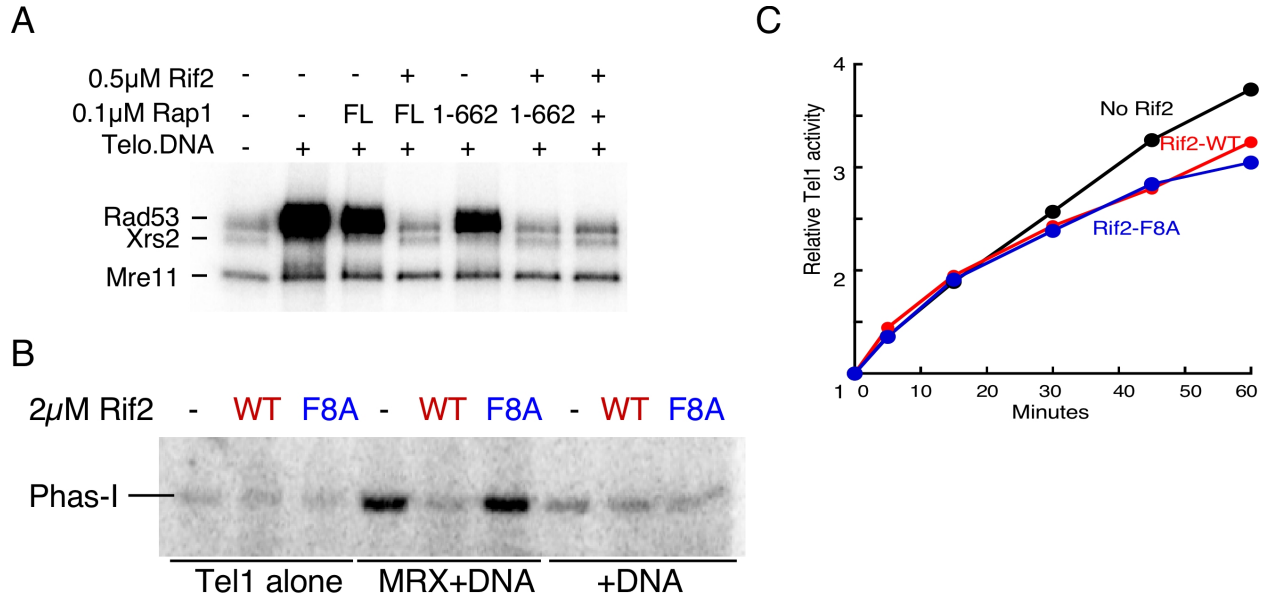 A
0.5µM Rif2 - - - + - + +
0.1µM Rap1 - - FL FL 1-662 1-662 +
Telo.DNA - + + + + + +
Rad53 –
Xrs2 –
Mre11 –
B
2µM Rif2 - WT F8A - WT F8A - WT F8A
Phas-I
Tel1 alone MRX+DNA +DNA
C
Relative Tel1 activity
4
3
2
1
0 10 20 30 40 50 60
Minutes
No Rif2
Rif2-WT
Rif2-F8A